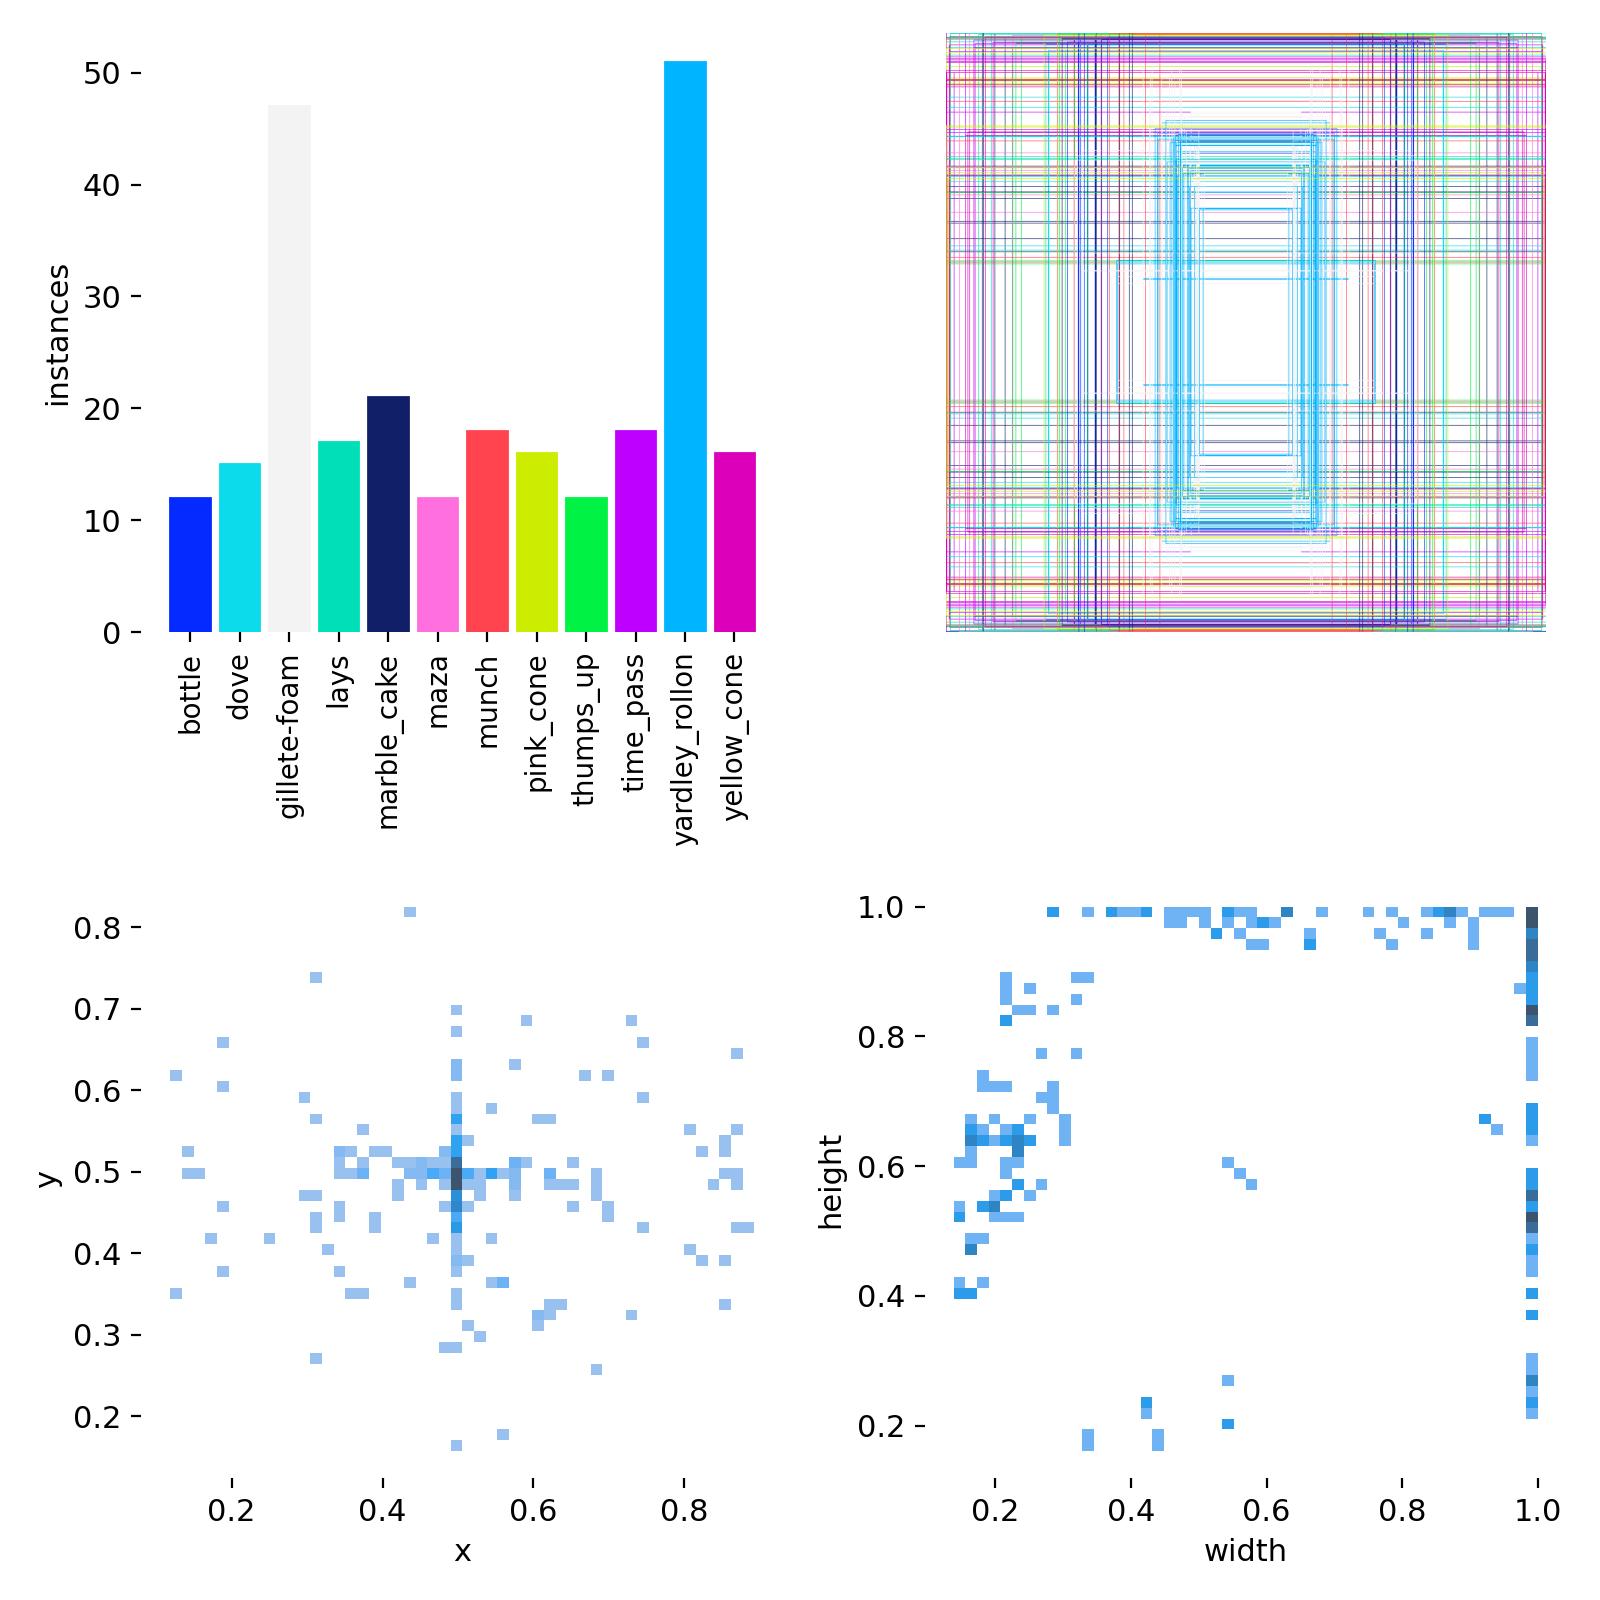 instances
50
40
30
20
10
0
bottle
dove
gillete-foam
lays
marble_cake
maza
munch
pink_cone
thumps_up
time_pass
yardley_rollon
yellow_cone
y
0.8
0.7
0.6
0.5
0.4
0.3
0.2
0.2 0.4 0.6 0.8
x
height
1.0
0.8
0.6
0.4
0.2
0.2 0.4 0.6 0.8 1.0
width